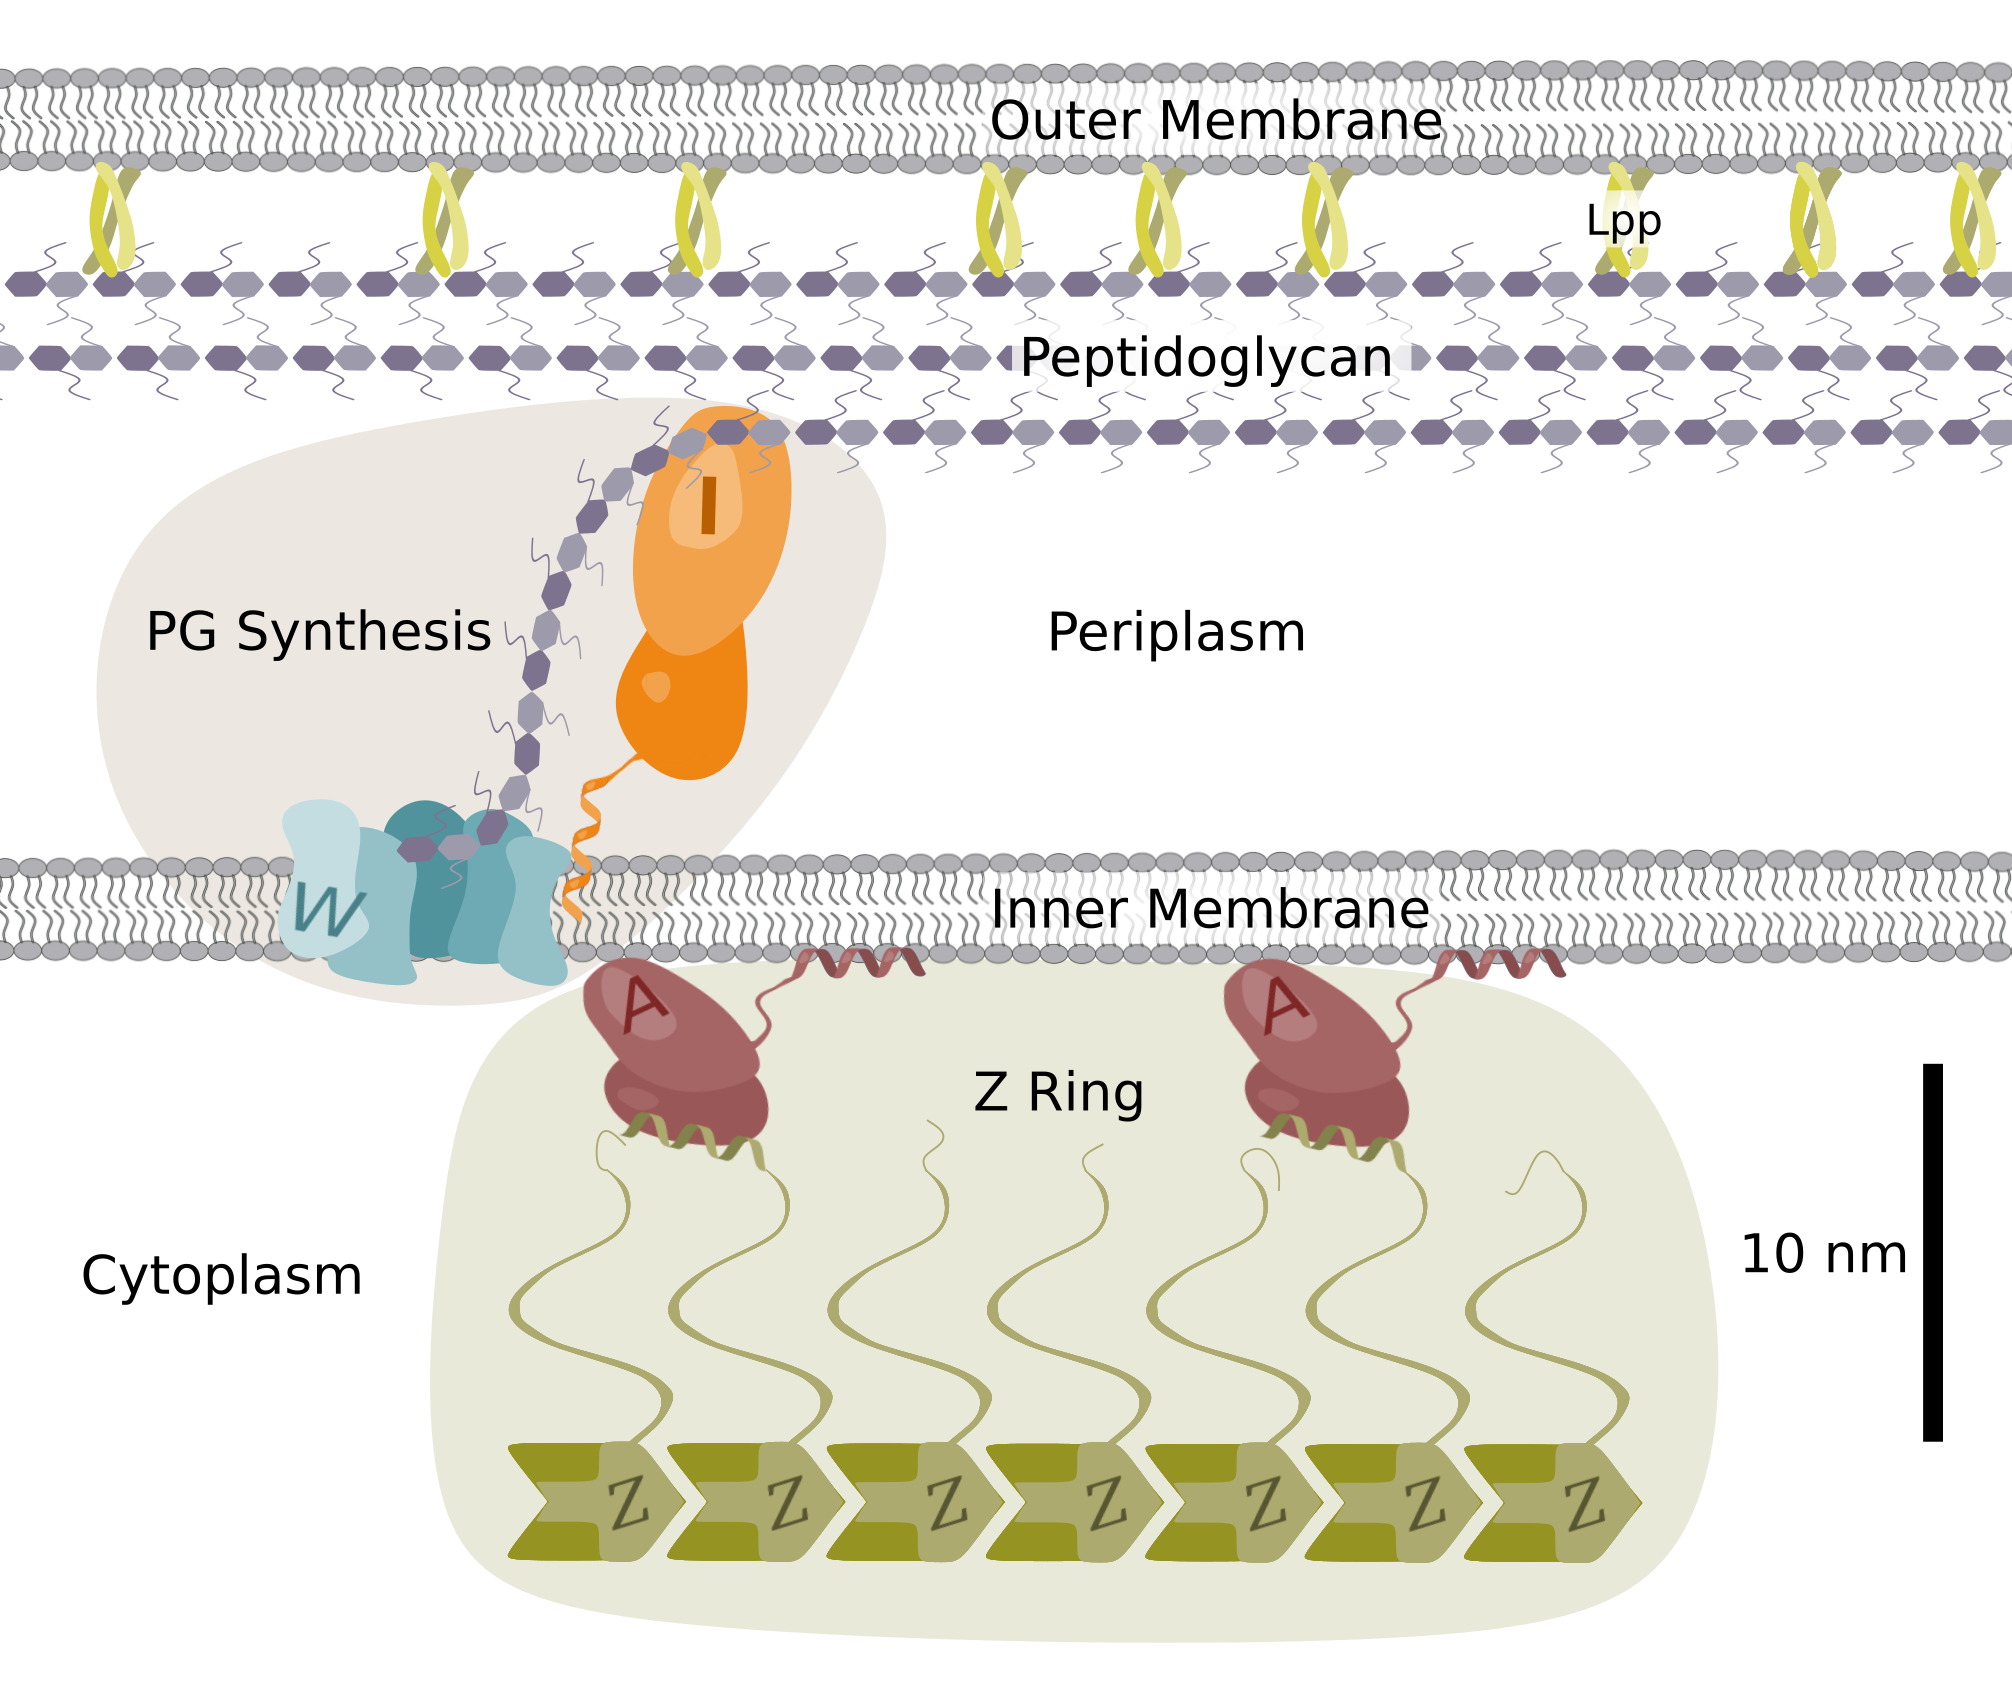 Outer Membrane
Lpp
Peptidoglycan
I
PG Synthesis
Periplasm
W
Inner Membrane
A
A
Z Ring
10 nm
Cytoplasm
Z Z Z Z Z Z Z